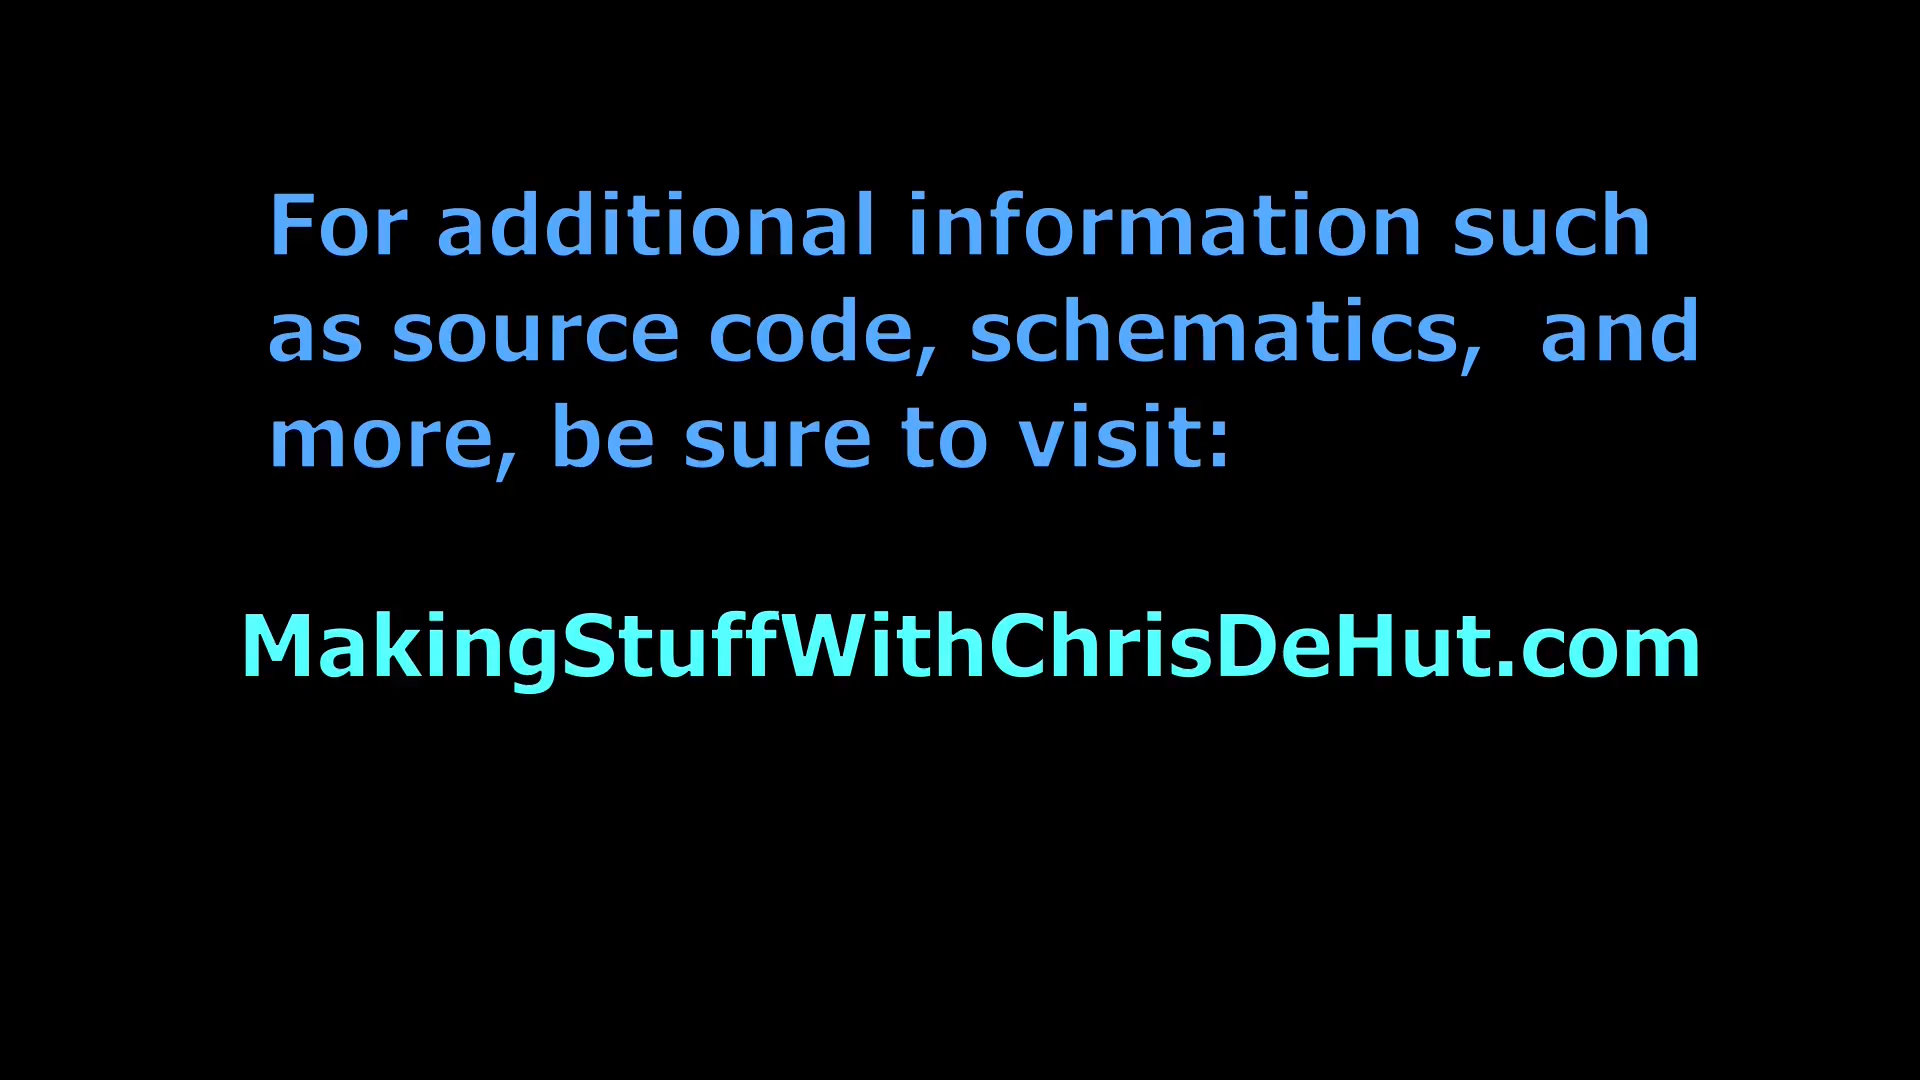 For additional information such
as source code, schematics,  and
more, be sure to visit:
MakingStuffWithChrisDeHut.com